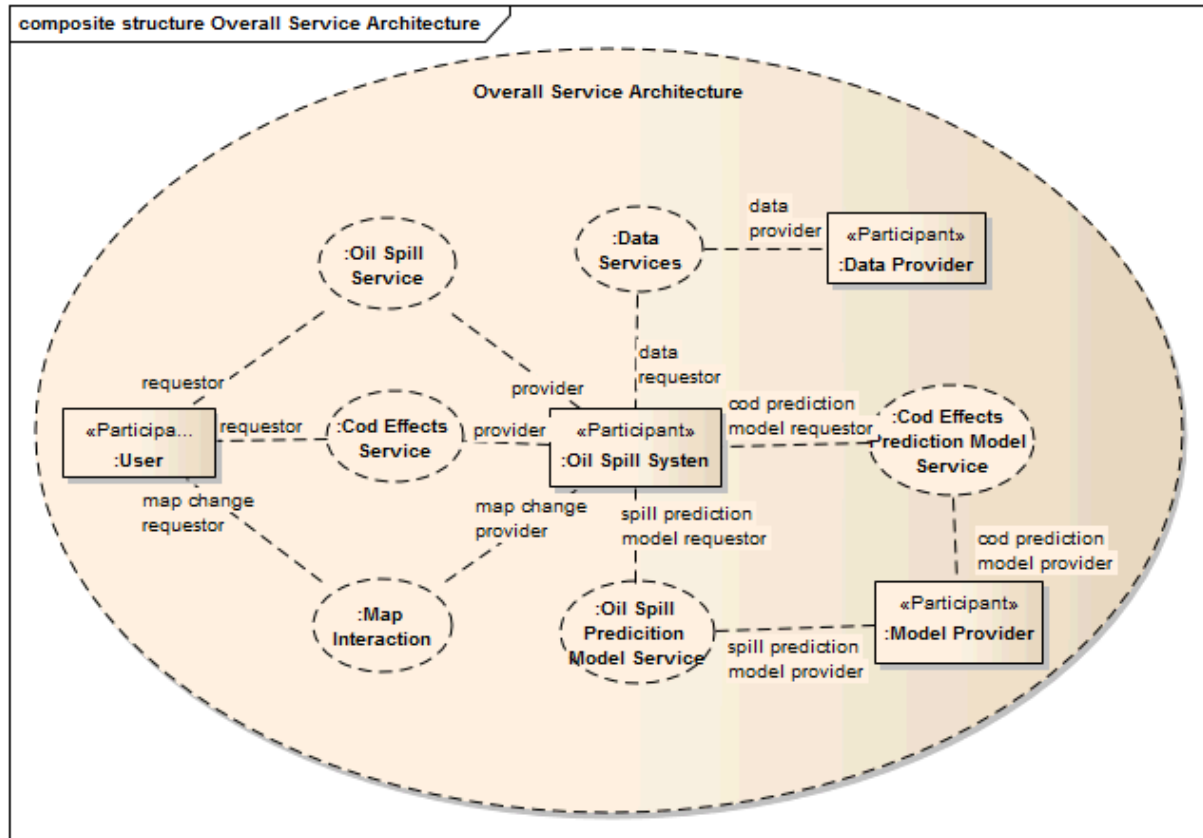 composite structure Overall Service Architecture
Overall Service Architecture
:Oil Spill
Service
:Data
Services
data
provider
«Participant»
:Data Provider
requestor
provider
data
requestor
«Participa...
:User
requestor
:Cod Effects
Service
provider
«Participant»
:Oil Spill Systen
cod prediction
model requestor
:Cod Effects
Prediction Model
Service
map change
requestor
map change
provider
spill prediction
model requestor
cod prediction
model provider
:Map
Interaction
:Oil Spill
Predicition
Model Service
spill prediction
model provider
«Participant»
:Model Provider